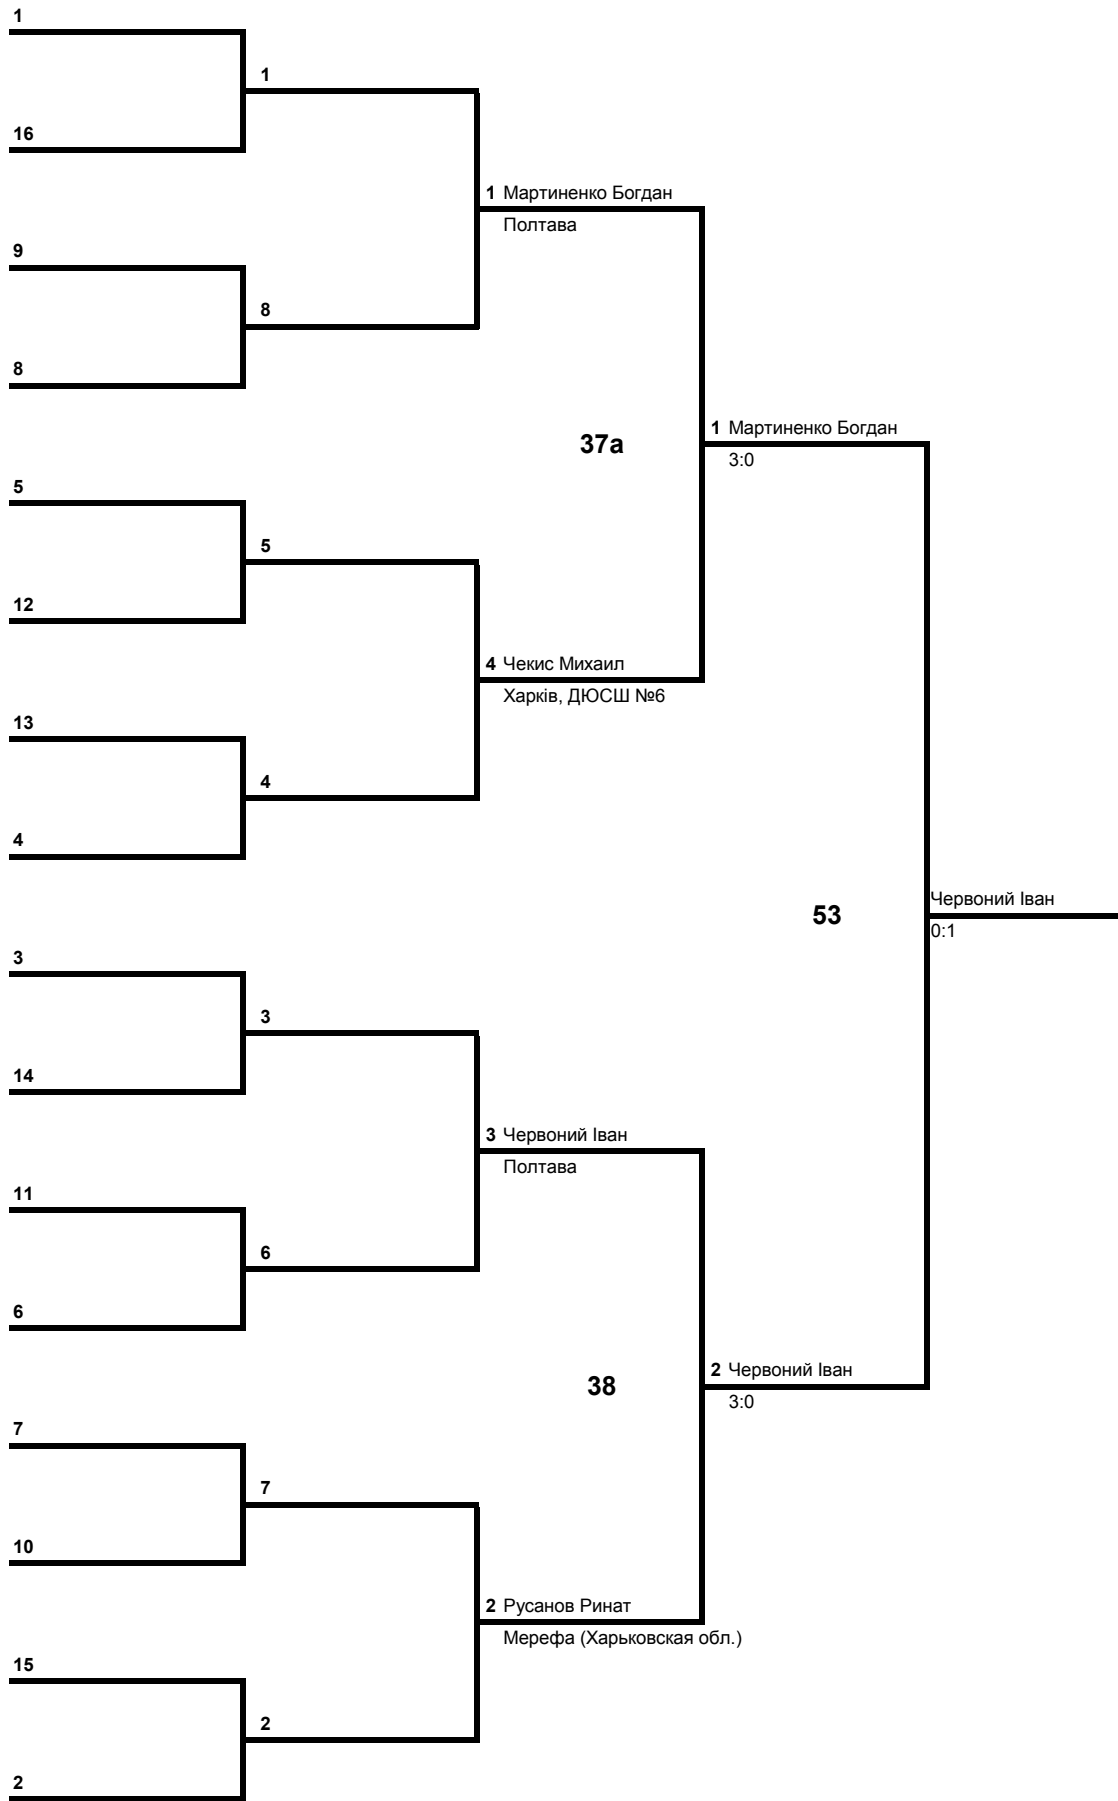 1
1
16
1 Мартиненко Богдан
Полтава
9
8
8
1 Мартиненко Богдан
37а
3:0
5
5
12
4 Чекис Михаил
Харків, ДЮСШ №6
13
4
4
Червоний Іван
53
0:1
3
3
14
3 Червоний Іван
Полтава
11
6
6
2 Червоний Іван
38
3:0
7
7
10
2 Русанов Ринат
Мерефа (Харьковская обл.)
15
2
2